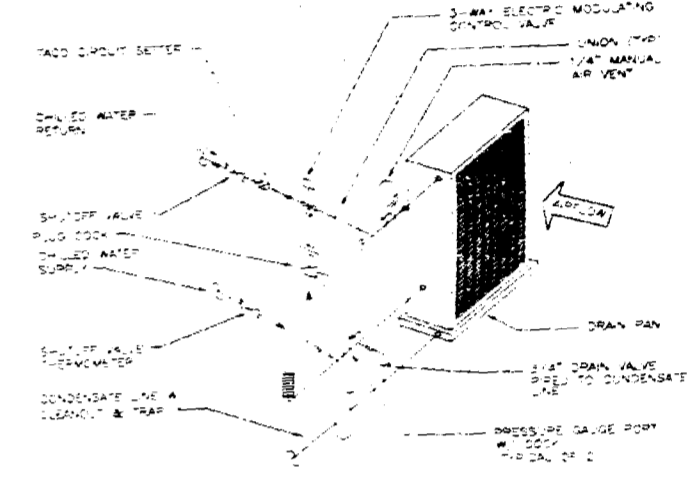 3-WAY ELECTRIC MODULATING
CONTROL VALVE
TACO CIRCUIT SETTER
UNION (TYP)
1/4" MANUAL
AIR VENT
CHILLED WATER
RETURN
AIRFLOW
SHUTOFF VALVE
PLUG COCK
CHILLED WATER
SUPPLY
DRAIN PAN
SHUTOFF VALVE
THERMOMETER
3/4" DRAIN VALVE
PIPED TO CONDENSATE
LINE
CONDENSATE LINE W
CLEANOUT & TRAP
PRESSURE GAUGE PORT
W/ COCK
TYPICAL OF 2